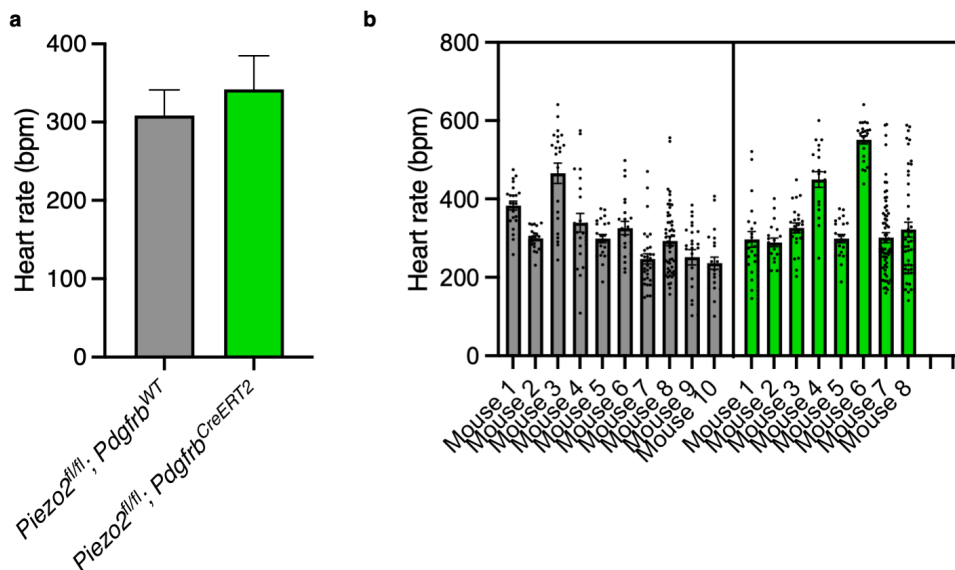 a
400
300
200
100
0
Heart rate (bpm)
Piezo2fl/fl; PdgfrbWT
Piezo2fl/fl; PdgfrbCreERT2
b
800
600
400
200
0
Heart rate (bpm)
Mouse 1
Mouse 2
Mouse 3
Mouse 4
Mouse 5
Mouse 6
Mouse 7
Mouse 8
Mouse 9
Mouse 10
Mouse 1
Mouse 2
Mouse 3
Mouse 4
Mouse 5
Mouse 6
Mouse 7
Mouse 8